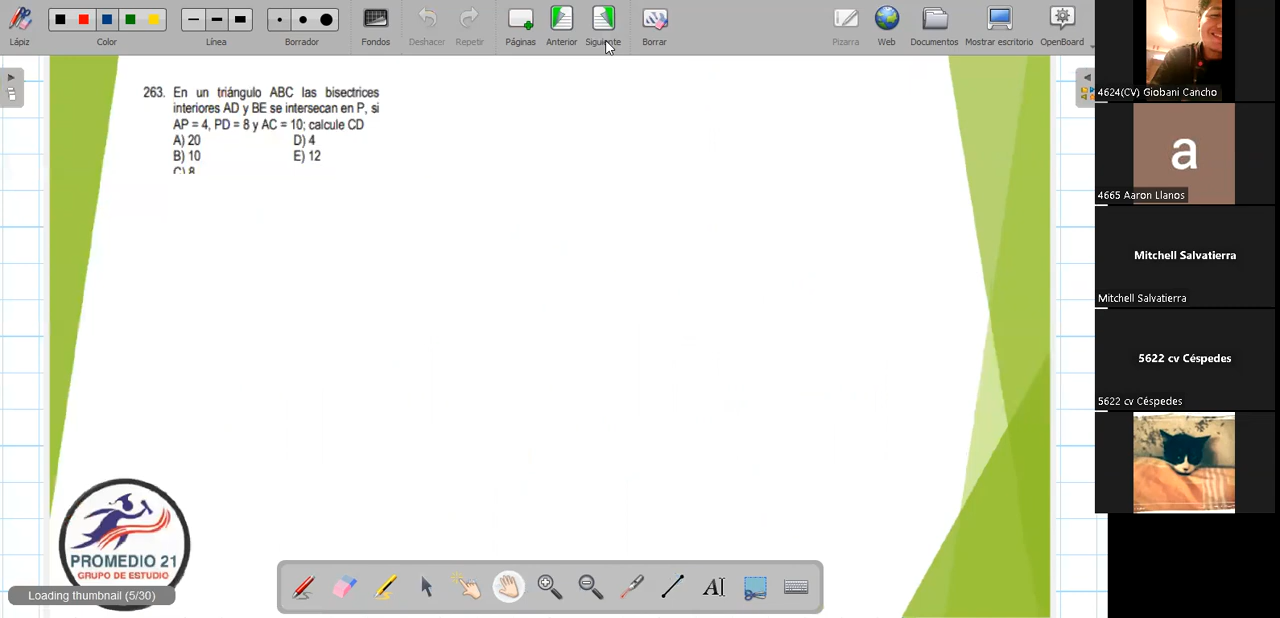 Lápiz
Color
Línea
Borrador
Fondos
Deshacer
Repetir
Páginas
Anterior
Siguiente
Borrar
Pizarra
Web
Documentos
Mostrar escritorio
OpenBoard
263. En un triángulo ABC las bisectrices
interiores AD y BE se intersecan en P, si
AP = 4, PD = 8 y AC = 10; calcule CD
A) 20 D) 4
B) 10 E) 12
C) 8
PROMEDIO 21
GRUPO DE ESTUDIO
Loading thumbnail (5/30)
AI
4624(CV) Giobani Cancho
a
4665 Aaron Llanos
Mitchell Salvatierra
Mitchell Salvatierra
5622 cv Céspedes
5622 cv Céspedes